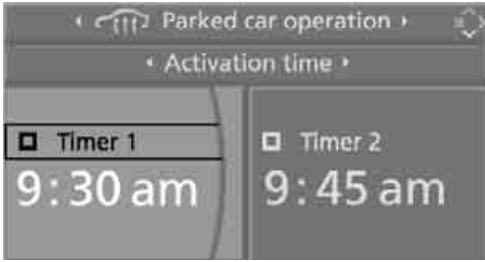 Parked car operation
Activation time
Timer 1
9:30 am
Timer 2
9:45 am